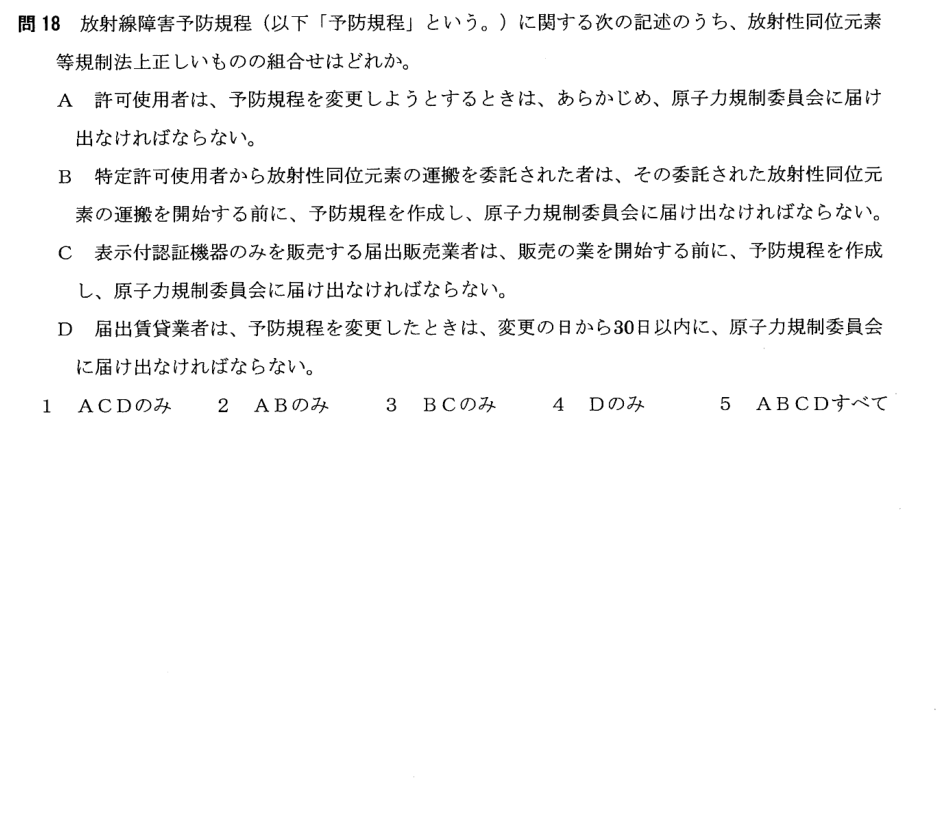 問18 放射線障害予防規程（以下「予防規程」という。）に関する次の記述のうち、放射性同位元素
等規制法上正しいものの組合せはどれか。
A 許可使用者は、予防規程を変更しようとするときは、あらかじめ、原子力規制委員会に届け
出なければならない。
B 特定許可使用者から放射性同位元素の運搬を委託された者は、その委託された放射性同位元
素の運搬を開始する前に、予防規程を作成し、原子力規制委員会に届け出なければならない。
C 表示付認証機器のみを販売する届出販売業者は、販売の業を開始する前に、予防規程を作成
し、原子力規制委員会に届け出なければならない。
D 届出賃貸業者は、予防規程を変更したときは、変更の日から30日以内に、原子力規制委員会
に届け出なければならない。
1 ＡＣＤのみ 2 ＡＢのみ 3 ＢＣのみ 4 Ｄのみ 5 ＡＢＣＤすべて